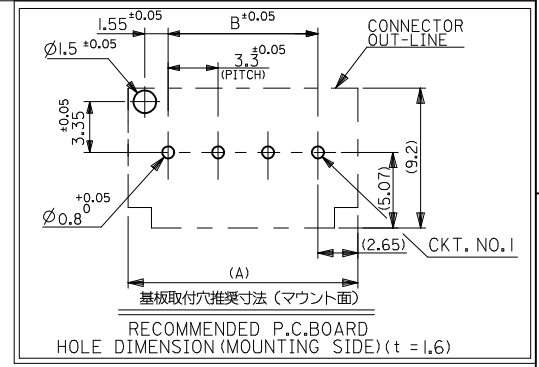 1.55 ±0.05
B±0.05
CONNECTOR
OUT-LINE
Ø1.5 ±0.05
3.3 ±0.05
(PITCH)
3.35 ±0.05
(9.2)
(5.07)
Ø0.8 +0.05
0
(2.65)
CKT. NO.1
(A)
基板取付穴推奨寸法（マウント面）
RECOMMENDED P.C.BOARD
HOLE DIMENSION(MOUNTING SIDE)(t =1.6)